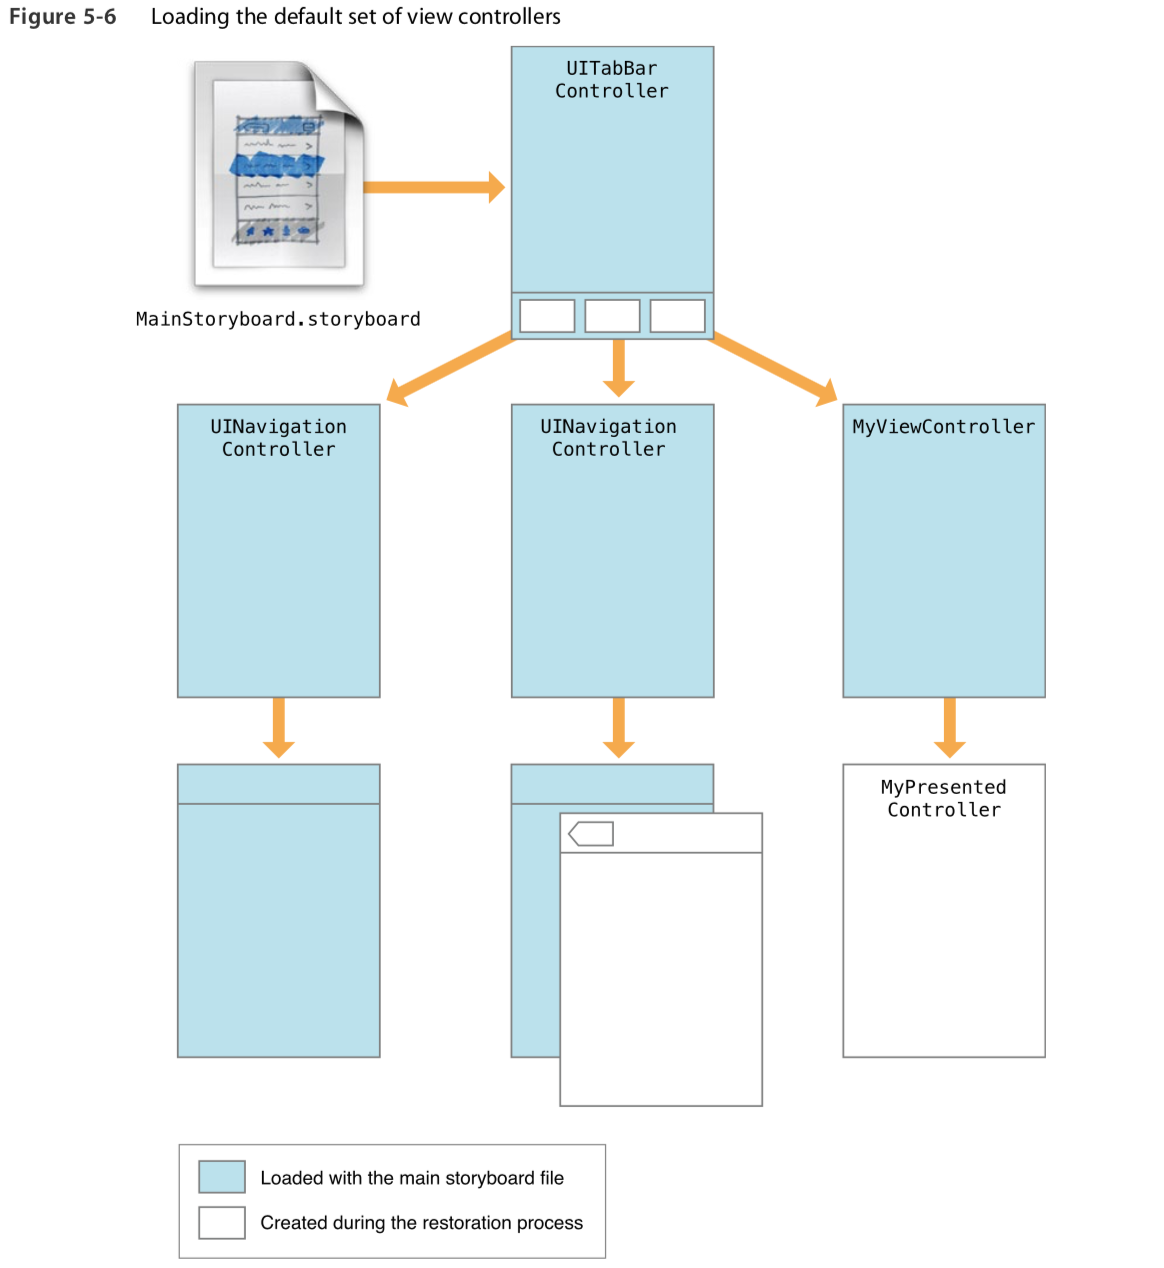 Figure 5-6 Loading the default set of view controllers
UITabBar
Controller
MainStoryboard.storyboard
UINavigation
Controller
UINavigation
Controller
MyViewController
MyPresented
Controller
Loaded with the main storyboard file
Created during the restoration process